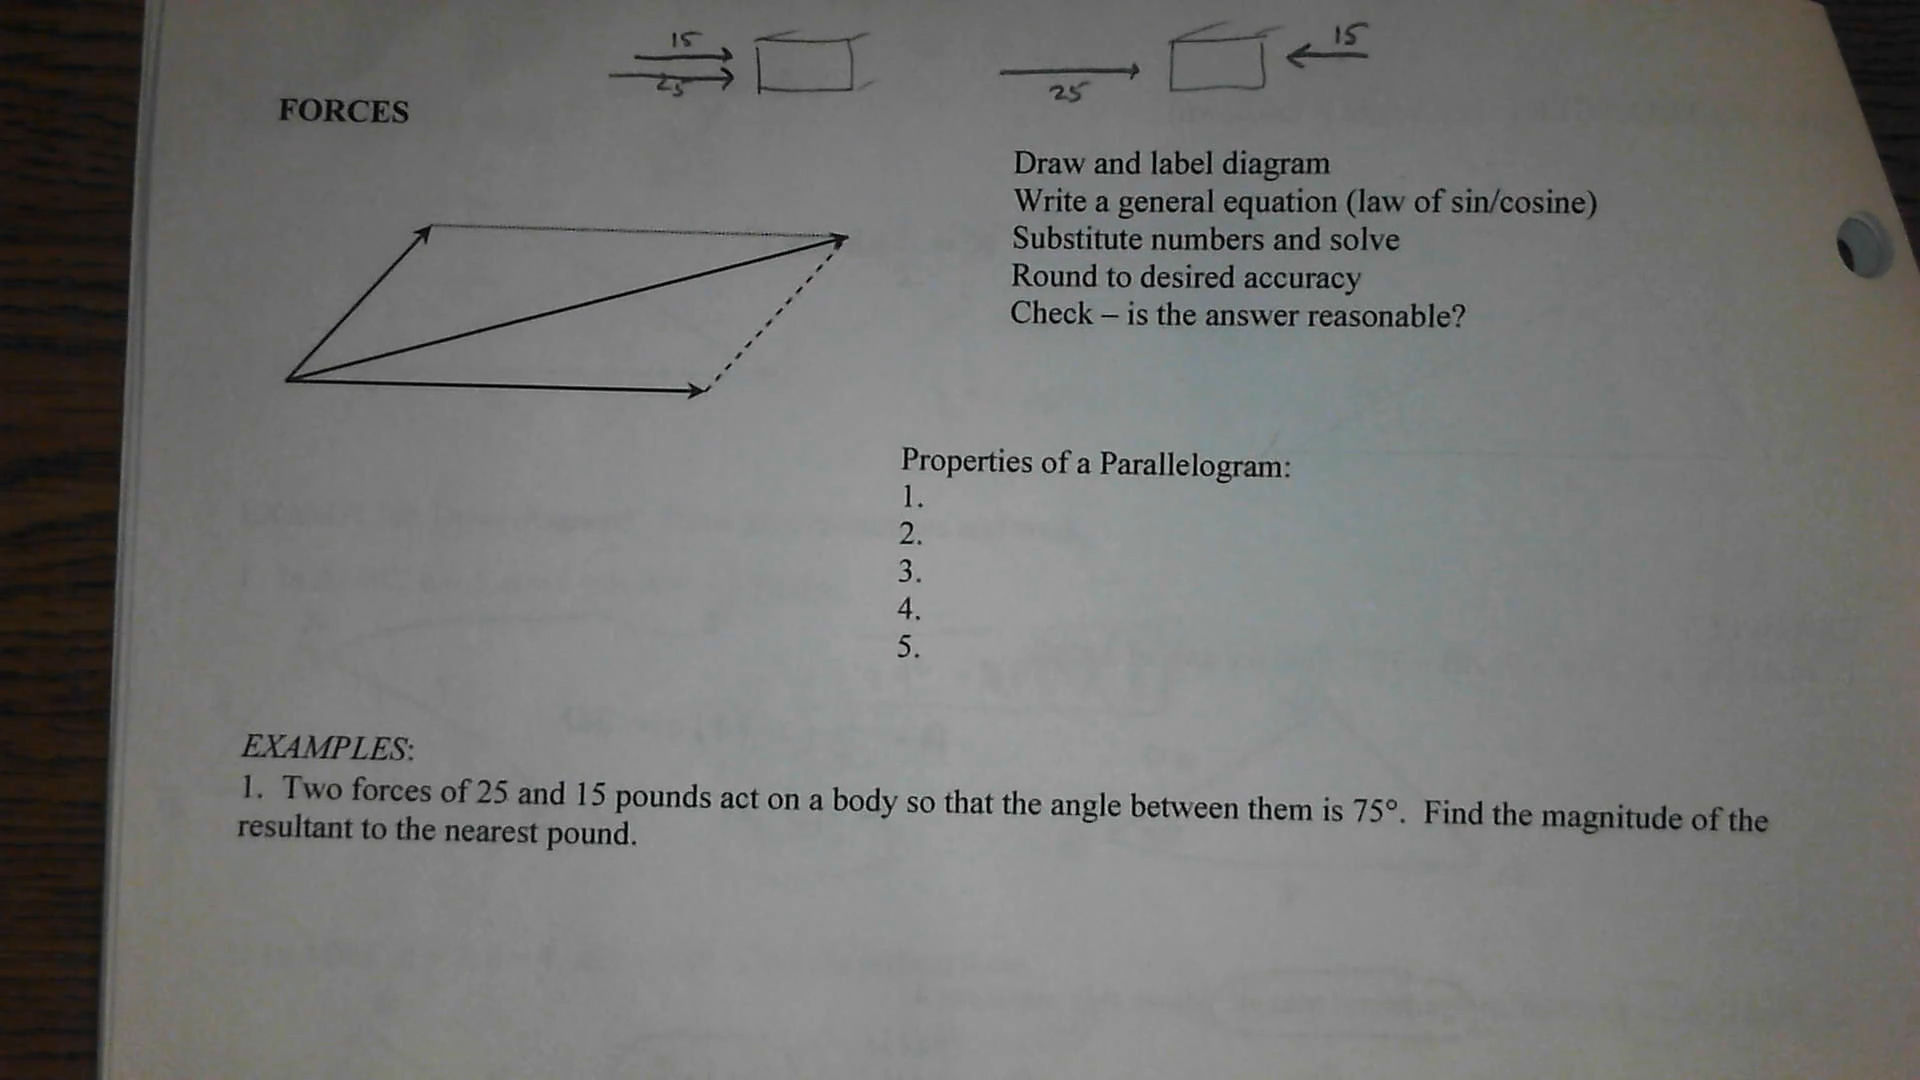 15
15
25
25
FORCES
Draw and label diagram
Write a general equation (law of sin/cosine)
Substitute numbers and solve
Round to desired accuracy
Check – is the answer reasonable?
Properties of a Parallelogram:
1.
2.
3.
4.
5.
EXAMPLES:
1. Two forces of 25 and 15 pounds act on a body so that the angle between them is 75°. Find the magnitude of the
resultant to the nearest pound.